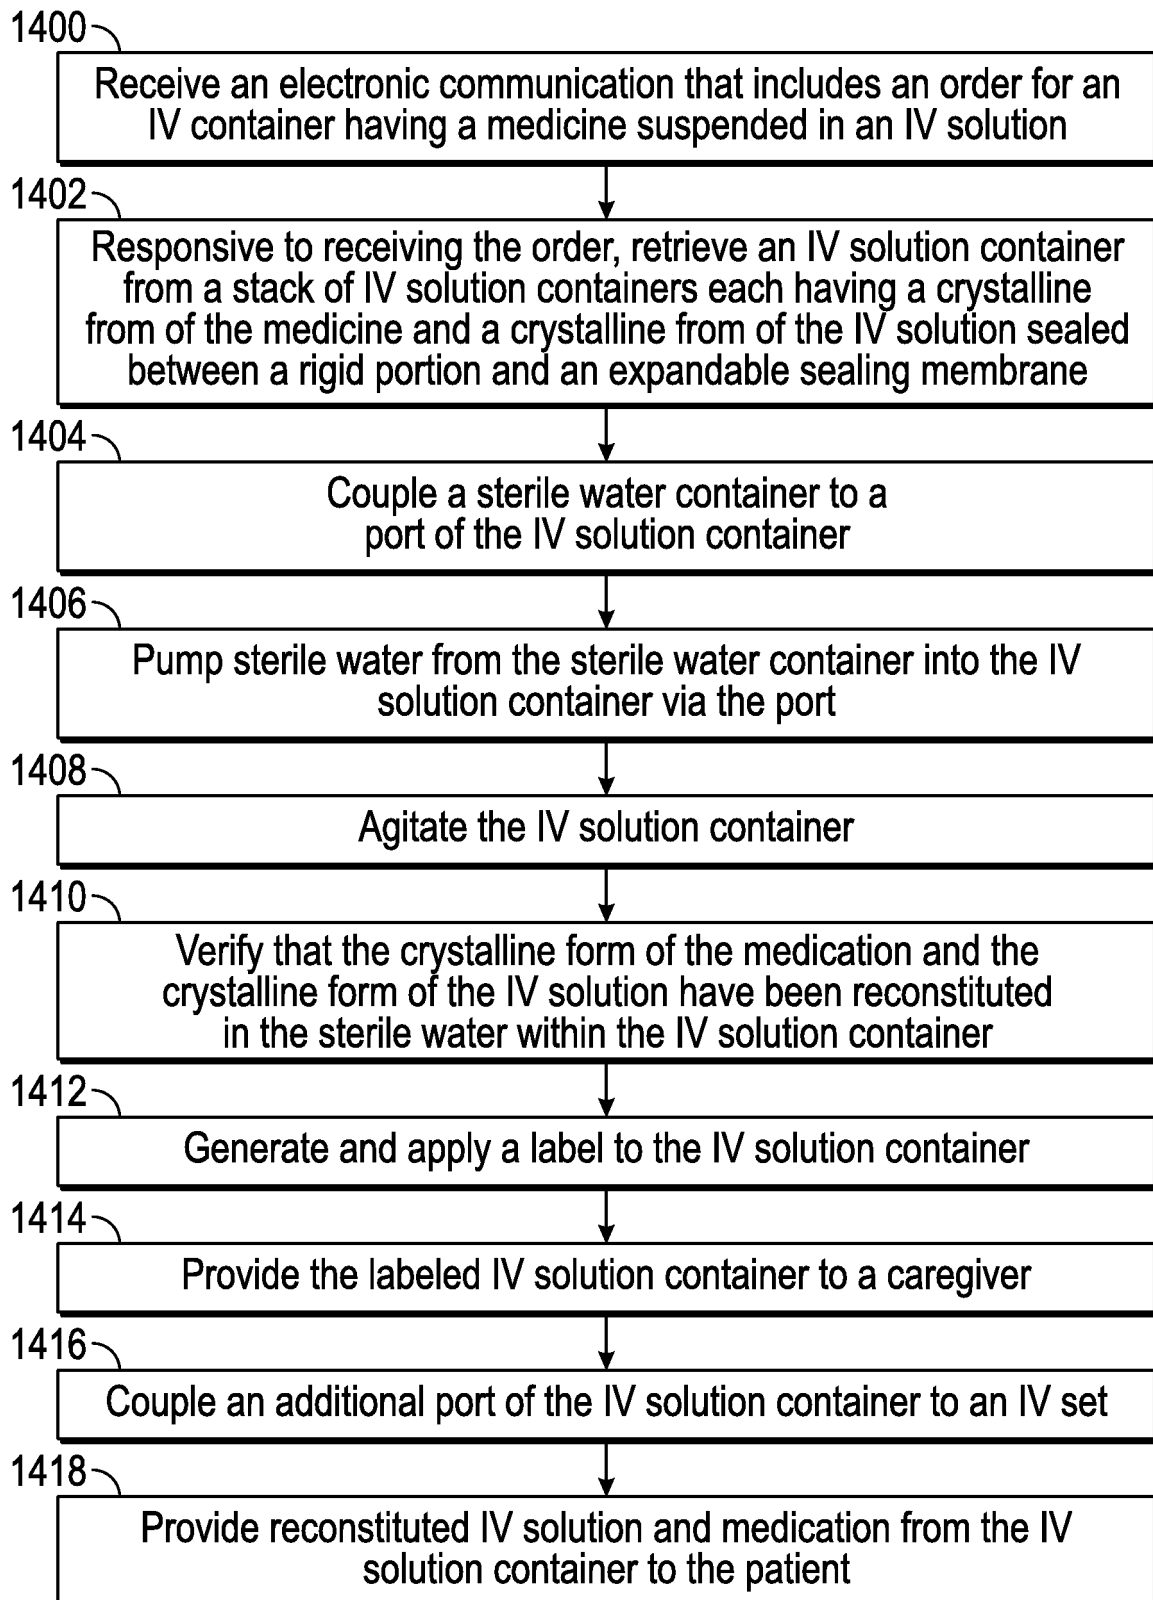 1400
Receive an electronic communication that includes an order for an
IV container having a medicine suspended in an IV solution
1402
Responsive to receiving the order, retrieve an IV solution container
from a stack of IV solution containers each having a crystalline
from of the medicine and a crystalline from of the IV solution sealed
between a rigid portion and an expandable sealing membrane
1404
Couple a sterile water container to a
port of the IV solution container
1406
Pump sterile water from the sterile water container into the IV
solution container via the port
1408
Agitate the IV solution container
1410
Verify that the crystalline form of the medication and the
crystalline form of the IV solution have been reconstituted
in the sterile water within the IV solution container
1412
Generate and apply a label to the IV solution container
1414
Provide the labeled IV solution container to a caregiver
1416
Couple an additional port of the IV solution container to an IV set
1418
Provide reconstituted IV solution and medication from the IV
solution container to the patient